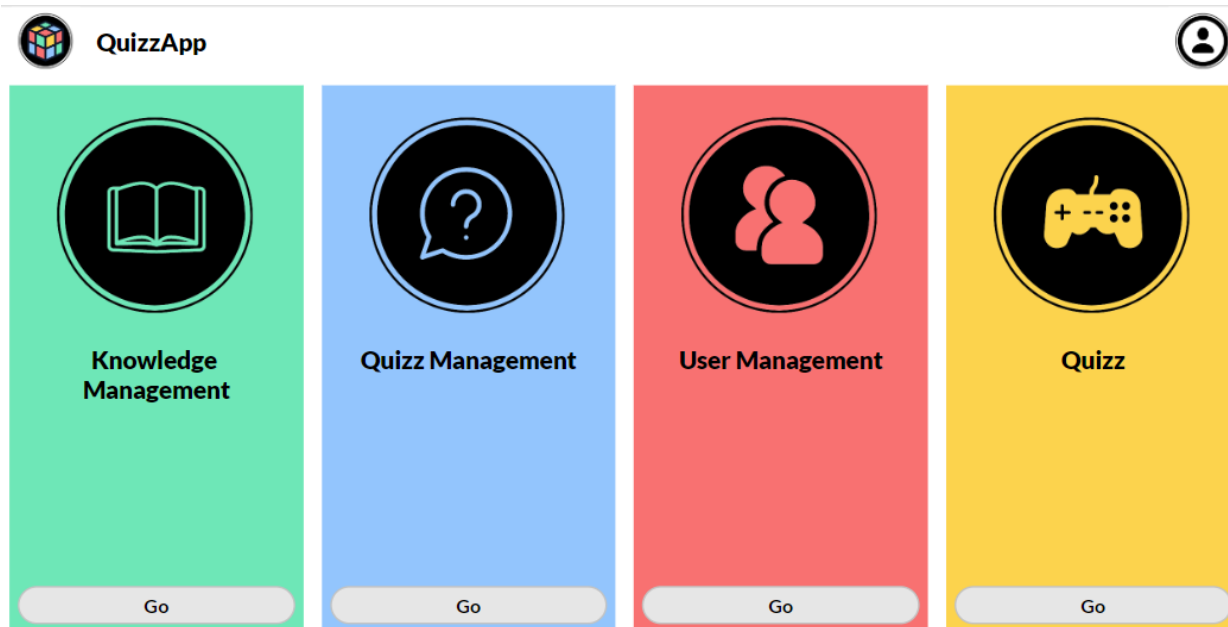 QuizzApp
Knowledge
Management
Quizz Management
User Management
Quizz
Go
Go
Go
Go